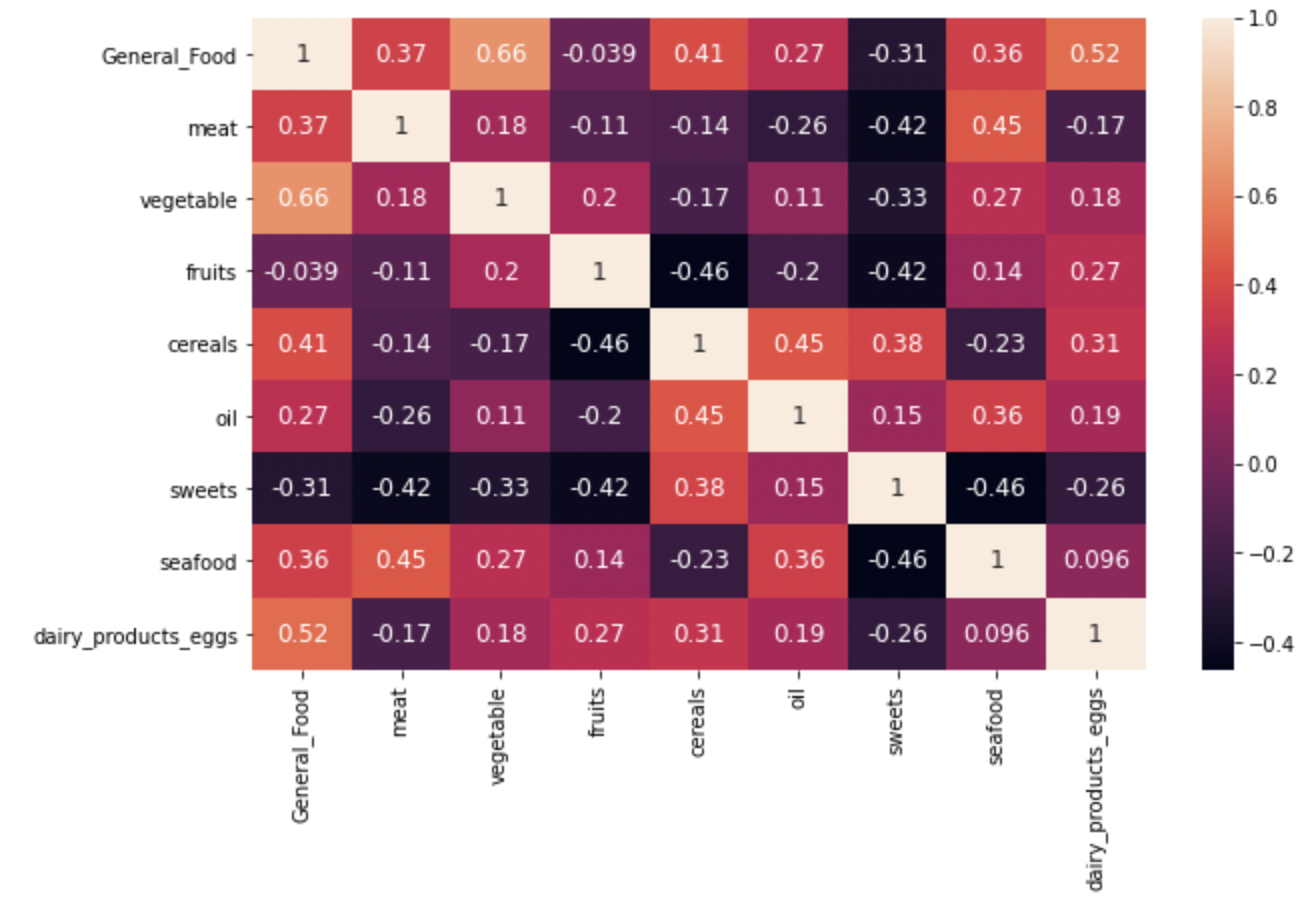 General_Food 1 0.37 0.66 -0.039 0.41 0.27 -0.31 0.36 0.52
meat 0.37 1 0.18 -0.11 -0.14 -0.26 -0.42 0.45 -0.17
vegetable 0.66 0.18 1 0.2 -0.17 0.11 -0.33 0.27 0.18
fruits -0.039 -0.11 0.2 1 -0.46 -0.2 -0.42 0.14 0.27
cereals 0.41 -0.14 -0.17 -0.46 1 0.45 0.38 -0.23 0.31
oil 0.27 -0.26 0.11 -0.2 0.45 1 0.15 0.36 0.19
sweets -0.31 -0.42 -0.33 -0.42 0.38 0.15 1 -0.46 -0.26
seafood 0.36 0.45 0.27 0.14 -0.23 0.36 -0.46 1 0.096
dairy_products_eggs 0.52 -0.17 0.18 0.27 0.31 0.19 -0.26 0.096 1
General_Food
meat
vegetable
fruits
cereals
oil
sweets
seafood
dairy_products_eggs
1.0
0.8
0.6
0.4
0.2
0.0
−0.2
−0.4